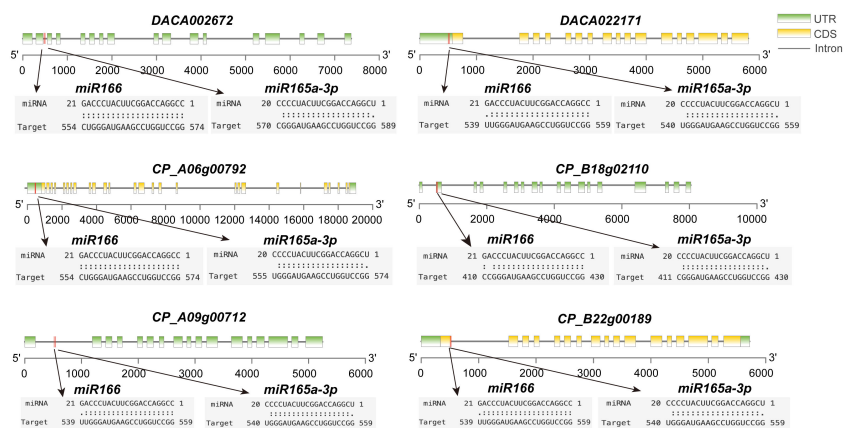 DACA002672
5' 3'
0 1000 2000 3000 4000 5000 6000 7000 8000
miR166
miRNA 21 GACCCUACUUCGGACCAGGCC 1
:::::::::::::::::::
Target 554 CUGGGAUGAAGCCUGGUCCGG 574
miR165a-3p
miRNA 20 CCCCUACUUCGGACCAGGCU 1
: :::::::::::::::::.
Target 570 CGGGAUGAAGCCUGGUCCGG 589
DACA022171
5' 3'
0 1000 2000 3000 4000 5000 6000
miR166
miRNA 21 GACCCUACUUCGGACCAGGCC 1
.:::::::::::::::::::
Target 539 UUGGGAUGAAGCCUGGUCCGG 559
miR165a-3p
miRNA 20 CCCCUACUUCGGACCAGGCU 1
::::::::::::::::::.
Target 540 UGGGAUGAAGCCUGGUCCGG 559
UTR
CDS
Intron
CP_A06g00792
5' 3'
0 2000 4000 6000 8000 10000 12000 14000 16000 18000 20000
miR166
miRNA 21 GACCCUACUUCGGACCAGGCC 1
::::::::::::::::::::
Target 554 CUGGGAUGAAGCCUGGUCCGG 574
miR165a-3p
miRNA 20 CCCCUACUUCGGACCAGGCU 1
::::::::::::::::::.
Target 555 UGGGAUGAAGCCUGGUCCGG 574
CP_B18g02110
5' 3'
0 2000 4000 6000 8000 10000
miR166
miRNA 21 GACCCUACUUCGGACCAGGCC 1
: ::::::::::::::::::
Target 410 CCGGGAUGAAGCCUGGUCCGG 430
miR165a-3p
miRNA 20 CCCCUACUUCGGACCAGGCU 1
::::::::::::::::::.
Target 411 CGGGAUGAAGCCUGGUCCGG 430
CP_A09g00712
5' 3'
0 1000 2000 3000 4000 5000 6000
miR166
miRNA 21 GACCCUACUUCGGACCAGGCC 1
.:::::::::::::::::::
Target 539 UUGGGAUGAAGCCUGGUCCGG 559
miR165a-3p
miRNA 20 CCCCUACUUCGGACCAGGCU 1
::::::::::::::::::.
Target 540 UGGGAUGAAGCCUGGUCCGG 559
CP_B22g00189
5' 3'
0 1000 2000 3000 4000 5000 6000
miR166
miRNA 21 GACCCUACUUCGGACCAGGCC 1
.:::::::::::::::::::
Target 539 UUGGGAUGAAGCCUGGUCCGG 559
miR165a-3p
miRNA 20 CCCCUACUUCGGACCAGGCU 1
::::::::::::::::::.
Target 540 UGGGAUGAAGCCUGGUCCGG 559